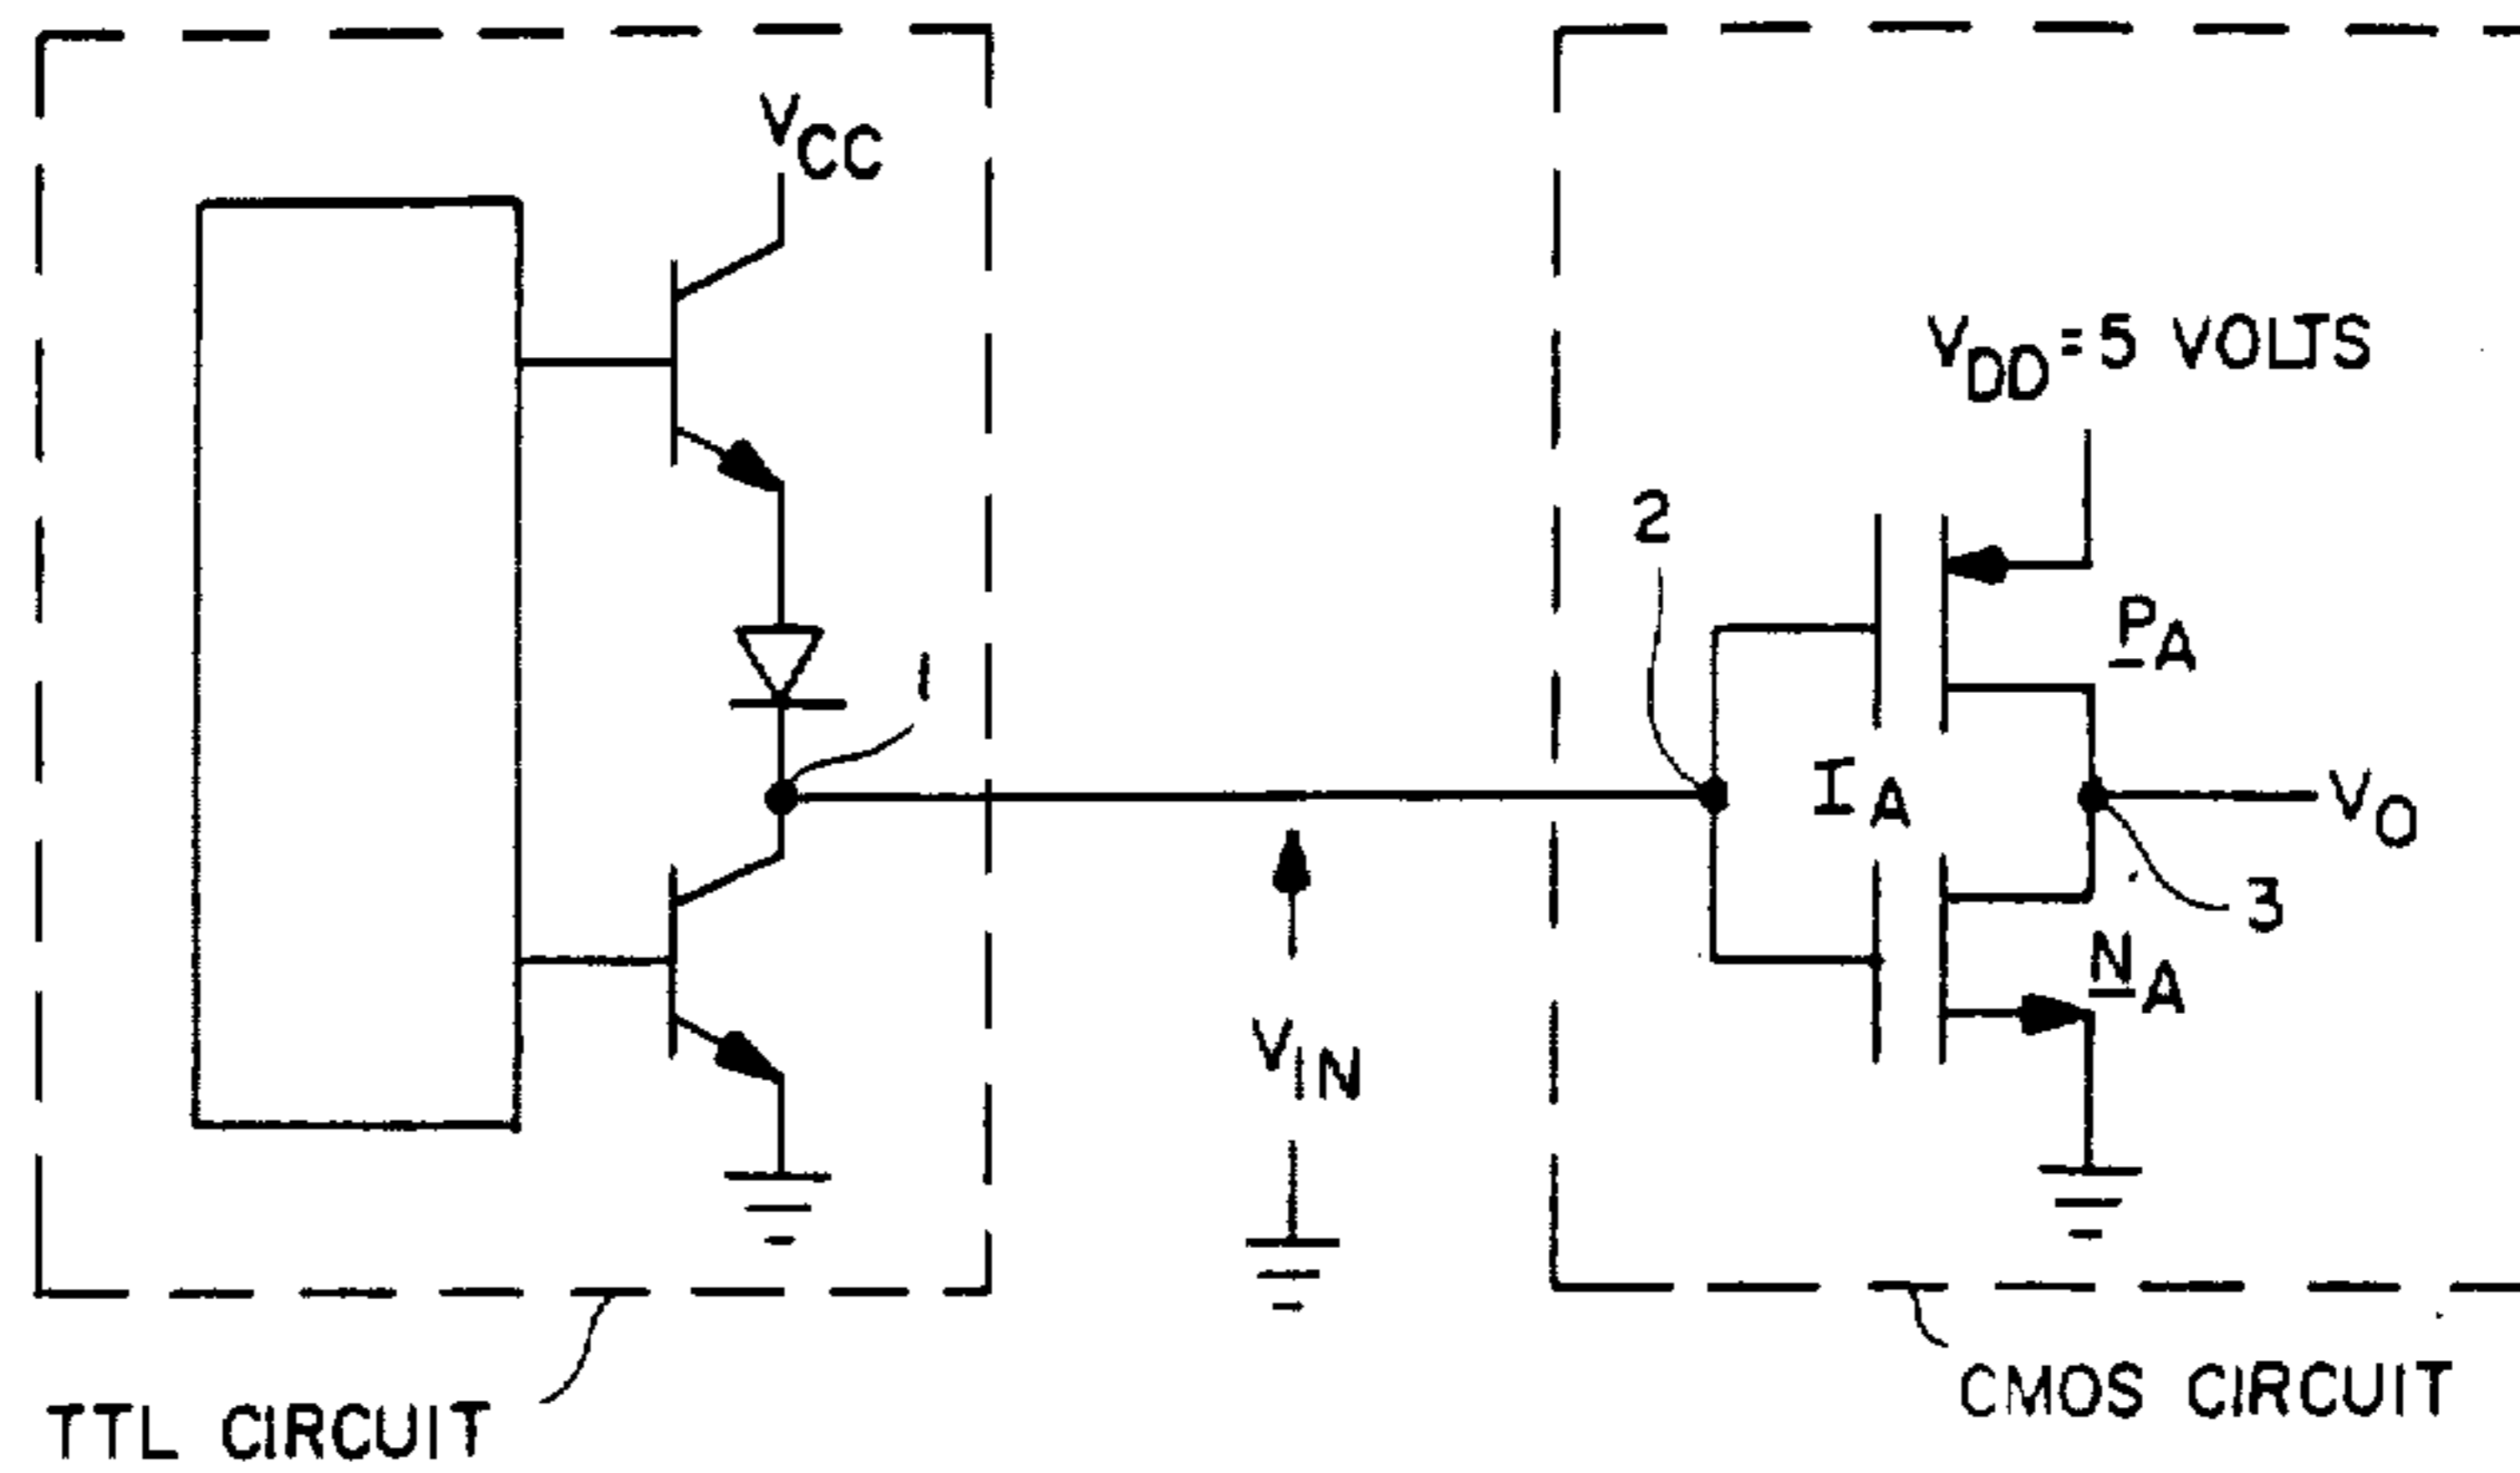 VCC
VDD=5 VOLTS
2
PA
1
IA
VO
3
NA
VIN
CMOS CIRCUIT
TTL CIRCUIT